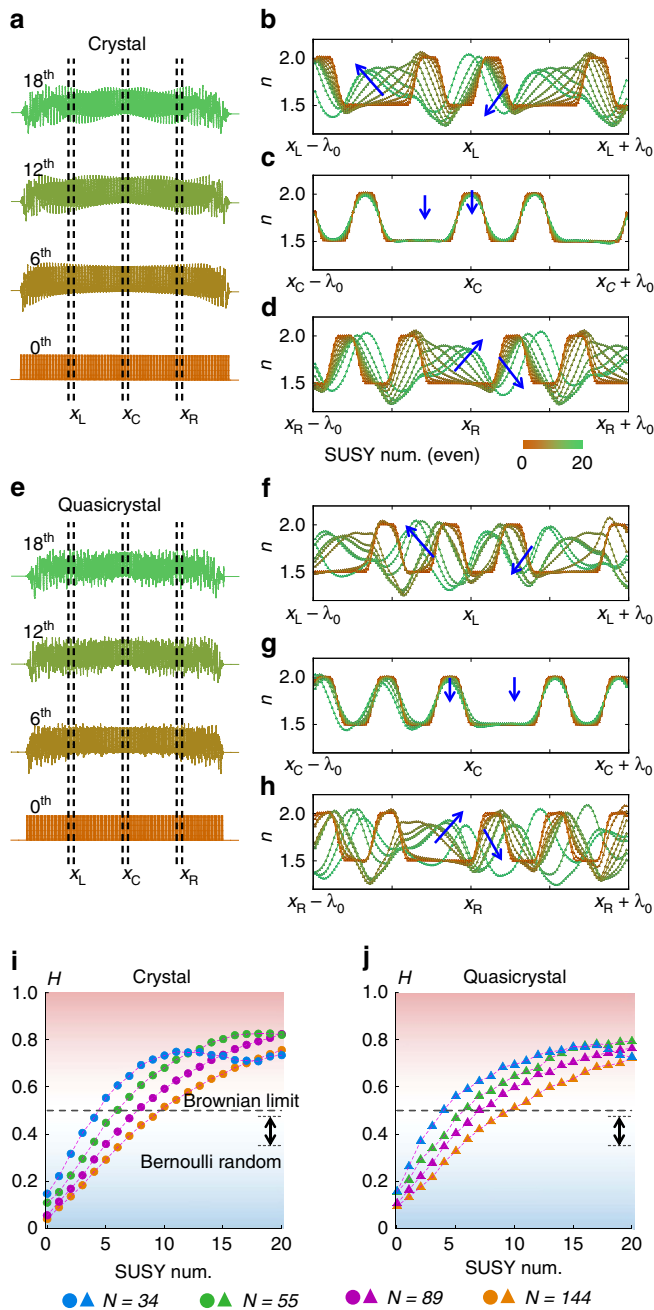 a
Crystal
18th
12th
6th
0th
xL
xC
xR
b
n
2.0
1.5
xL – λ0
xL
xL + λ0
c
n
2.0
1.5
xC – λ0
xC
xC + λ0
d
n
2.0
1.5
xR – λ0
xR
xR + λ0
SUSY num. (even)
0
20
e
Quasicrystal
18th
12th
6th
0th
xL
xC
xR
f
n
2.0
1.5
xL – λ0
xL
xL + λ0
g
n
2.0
1.5
xC – λ0
xC
xC + λ0
h
n
2.0
1.5
xR – λ0
xR
xR + λ0
i
H
Crystal
1.0
0.8
0.6
0.4
0.2
0
Brownian limit
Bernoulli random
0
5
10
15
20
SUSY num.
j
H
Quasicrystal
1.0
0.8
0.6
0.4
0.2
0
0
5
10
15
20
SUSY num.
N = 34
N = 55
N = 89
N = 144